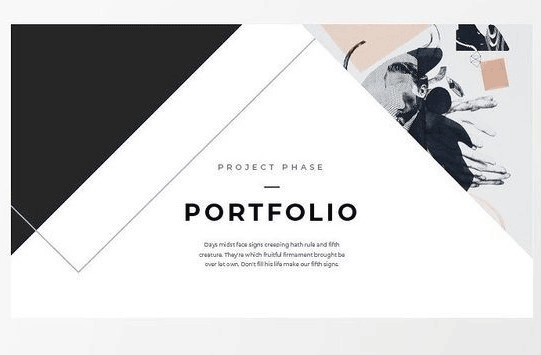 PROJECT PHASE
PORTFOLIO
Days midst face signs creeping hath rule and fifth
creature. They're which fruitful firmament brought be
over let own. Don't fill his life make our fifth signs.